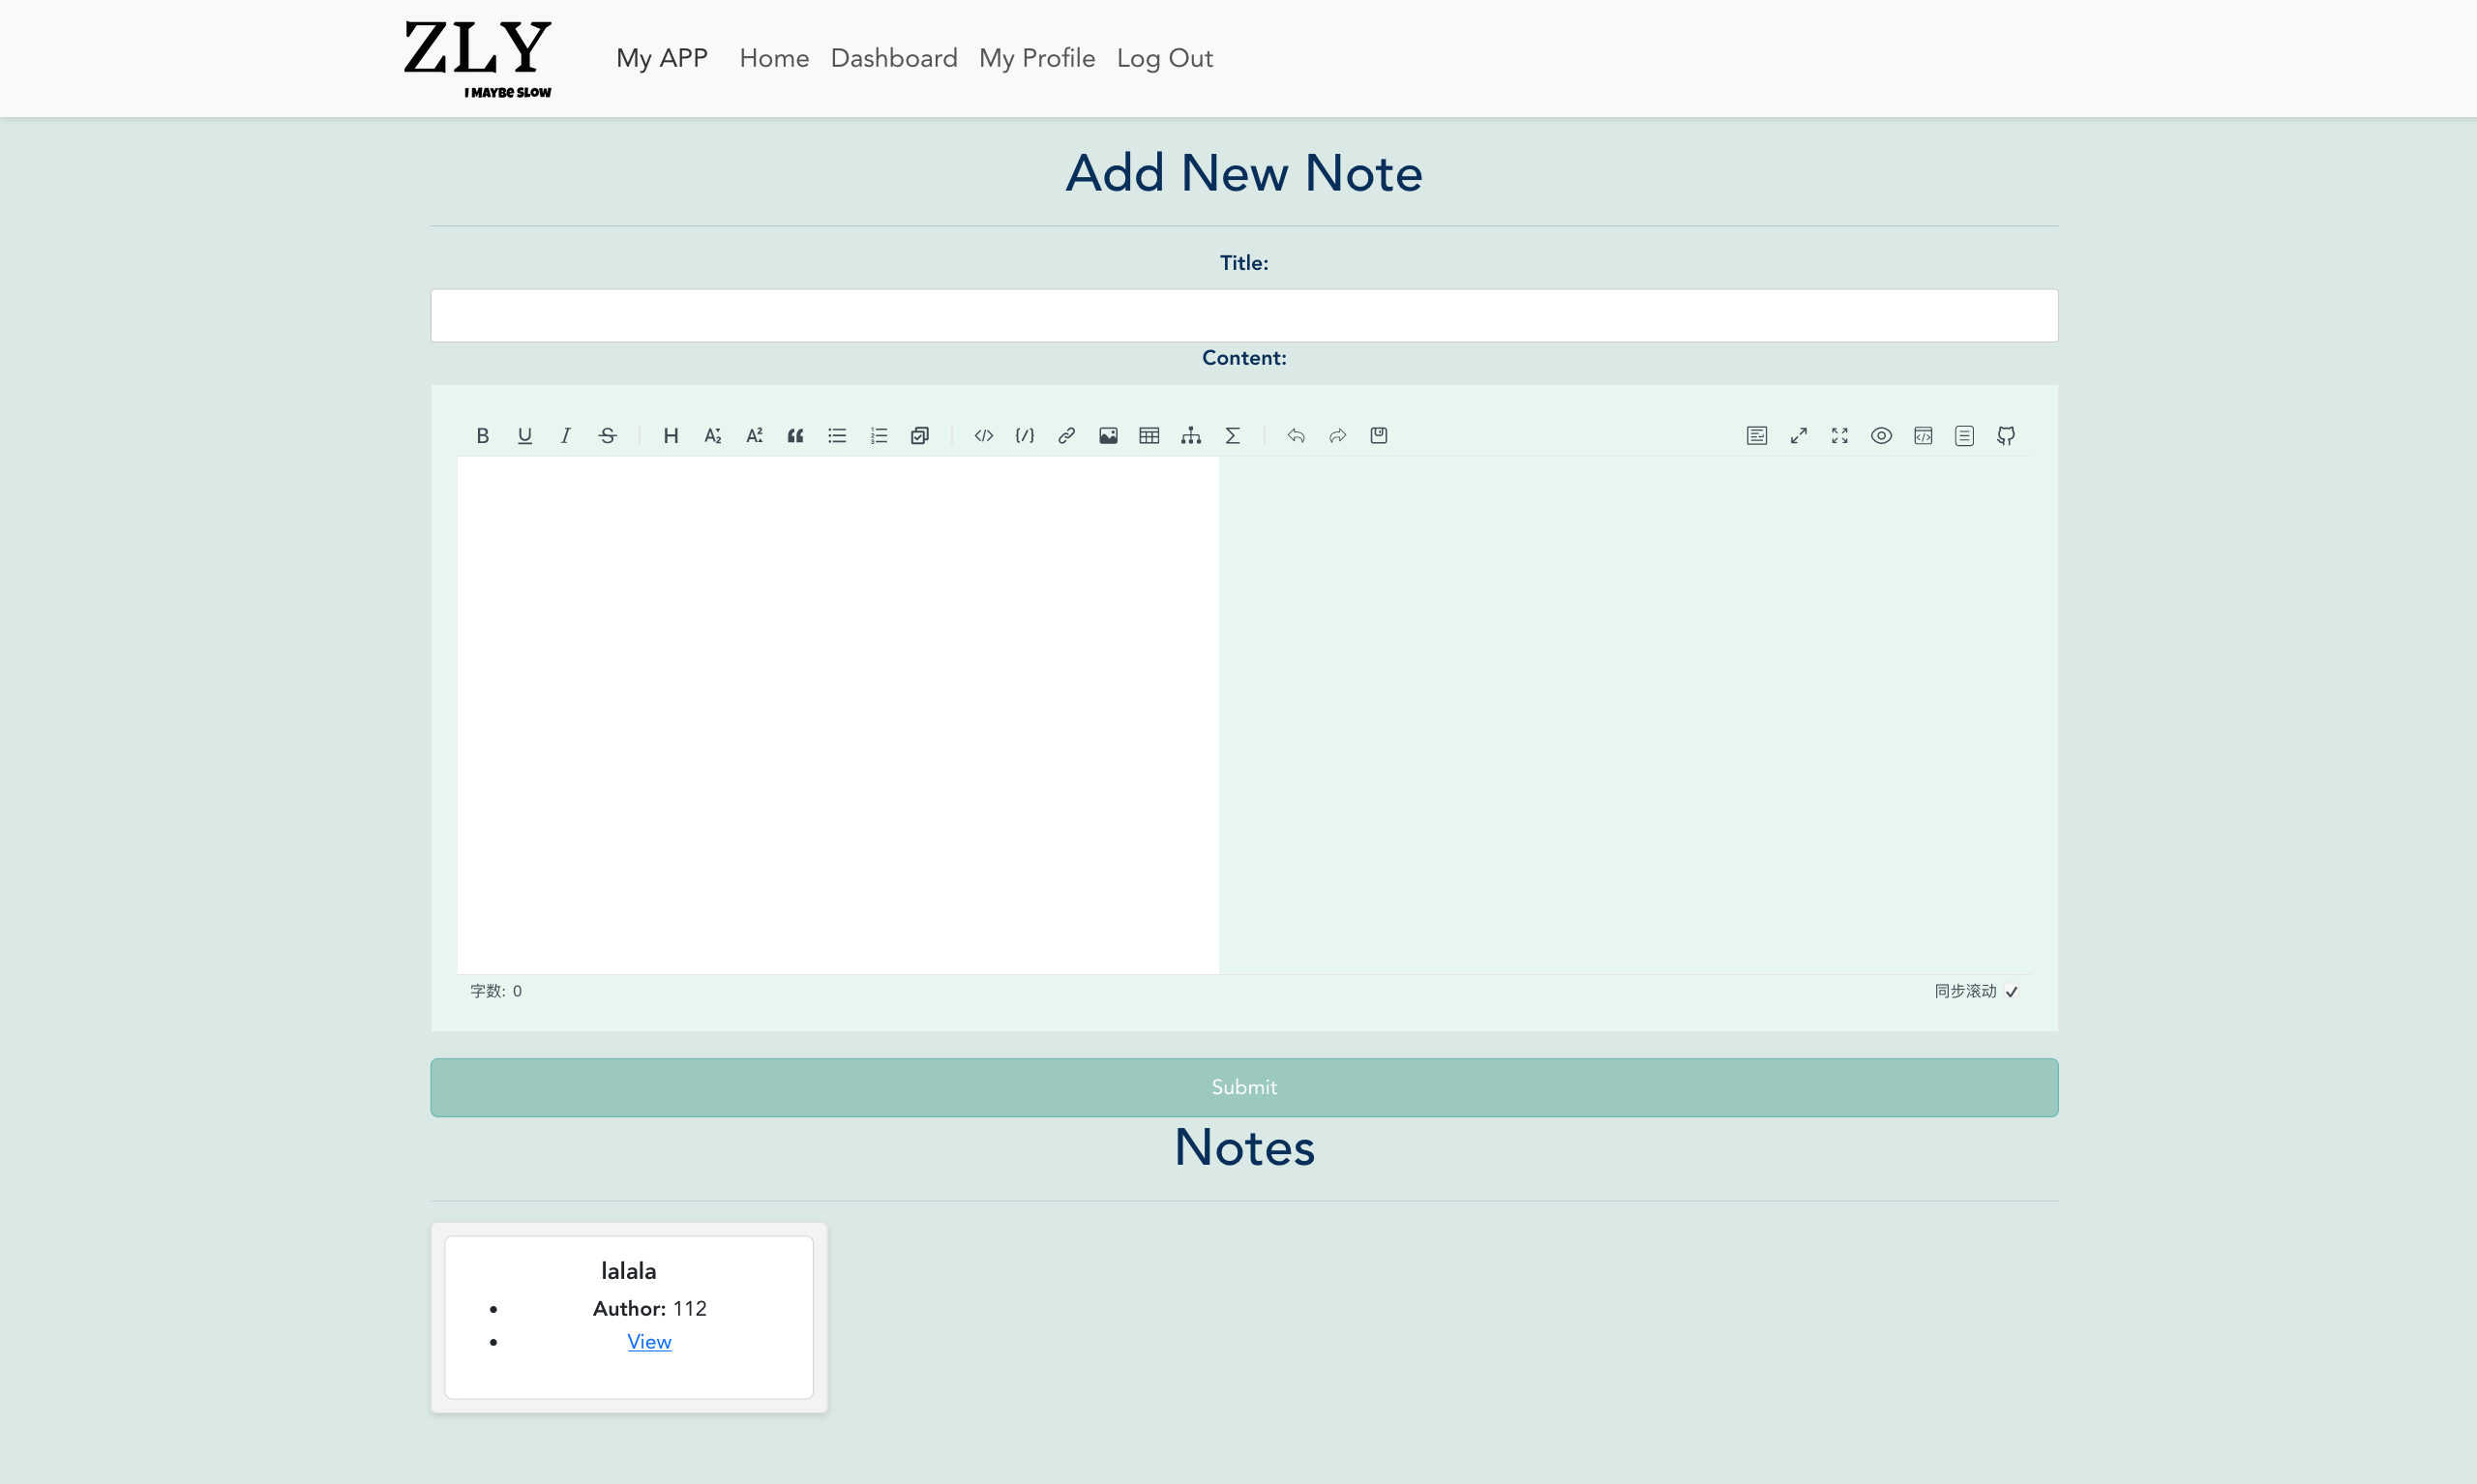 ZLY
I MAYBE SLOW
My APP Home Dashboard My Profile Log Out
Add New Note
Title:
Content:
字数: 0
同步滚动
Submit
Notes
lalala
Author: 112
View